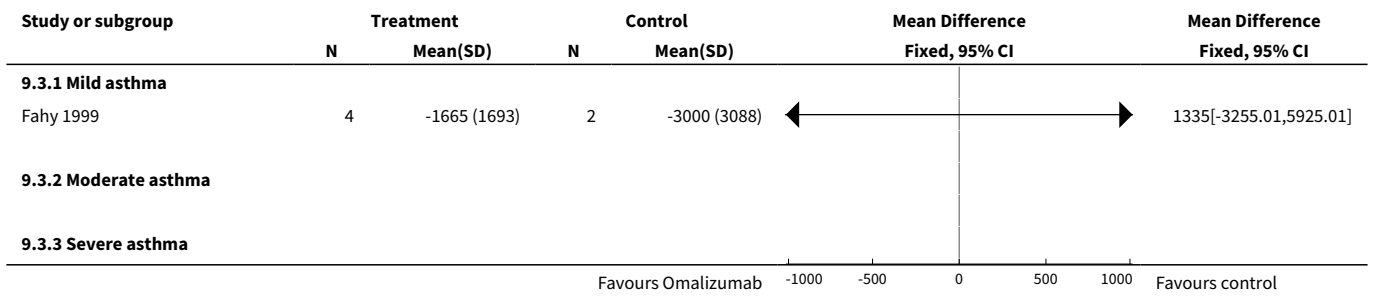 Study or subgroup Treatment Control Mean Difference Mean Difference
N Mean(SD) N Mean(SD) Fixed, 95% CI Fixed, 95% CI
9.3.1 Mild asthma
Fahy 1999 4 -1665 (1693) 2 -3000 (3088) 1335[-3255.01,5925.01]
9.3.2 Moderate asthma
9.3.3 Severe asthma
Favours Omalizumab -1000 -500 0 500 1000 Favours control